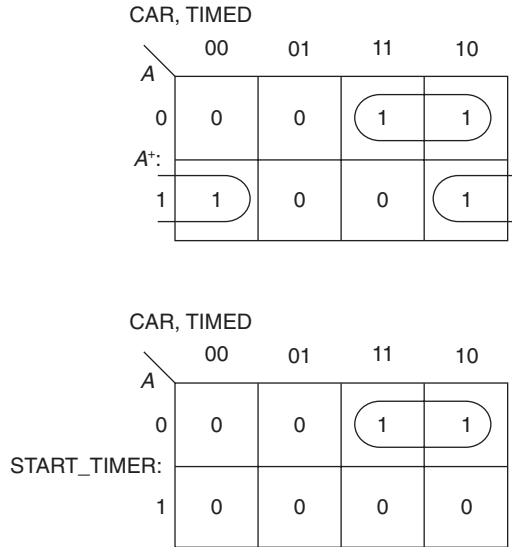 CAR, TIMED
00 01 11 10
A
0 0 0 1 1
A+:
1 1 0 0 1
CAR, TIMED
00 01 11 10
A
0 0 0 1 1
START_TIMER:
1 0 0 0 0